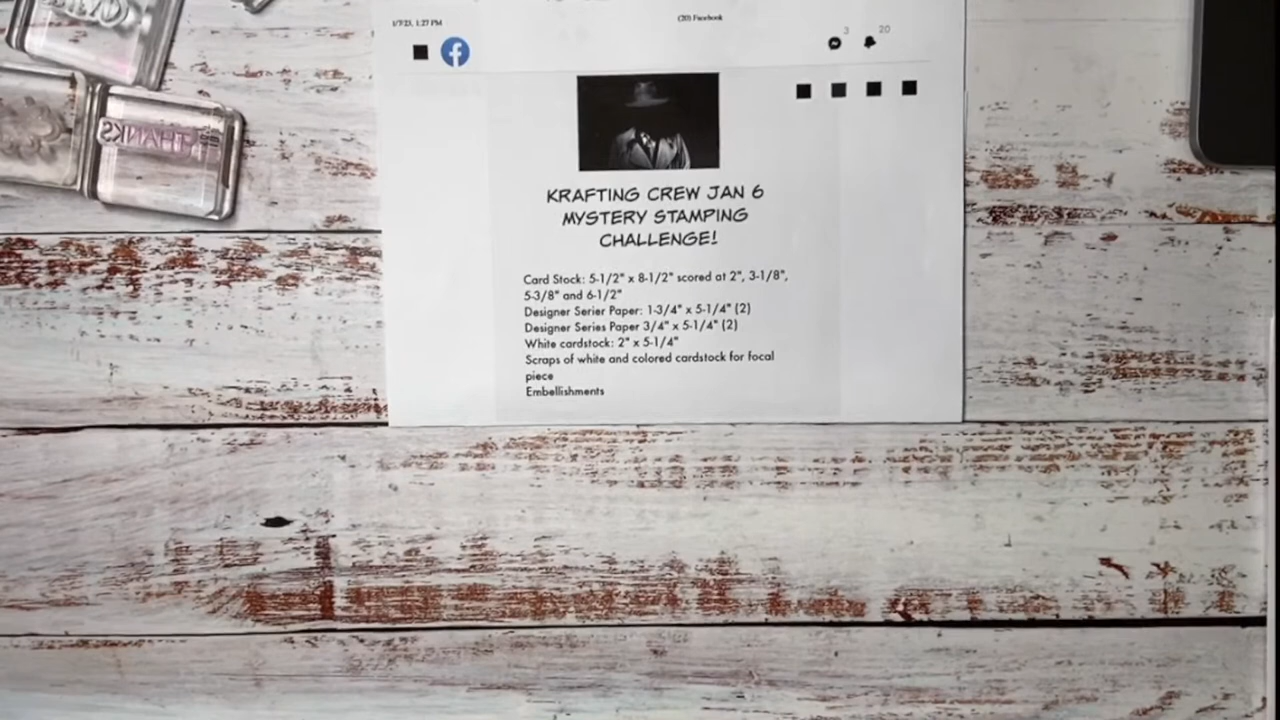 1/7/23, 1:27 PM
(20) Facebook
3
20
KRAFTING CREW JAN 6
MYSTERY STAMPING
CHALLENGE!
Card Stock: 5-1/2" x 8-1/2" scored at 2", 3-1/8",
5-3/8" and 6-1/2"
Designer Serier Paper: 1-3/4" x 5-1/4" (2)
Designer Series Paper 3/4" x 5-1/4" (2)
White cardstock: 2" x 5-1/4"
Scraps of white and colored cardstock for focal
piece
Embellishments
THANKS